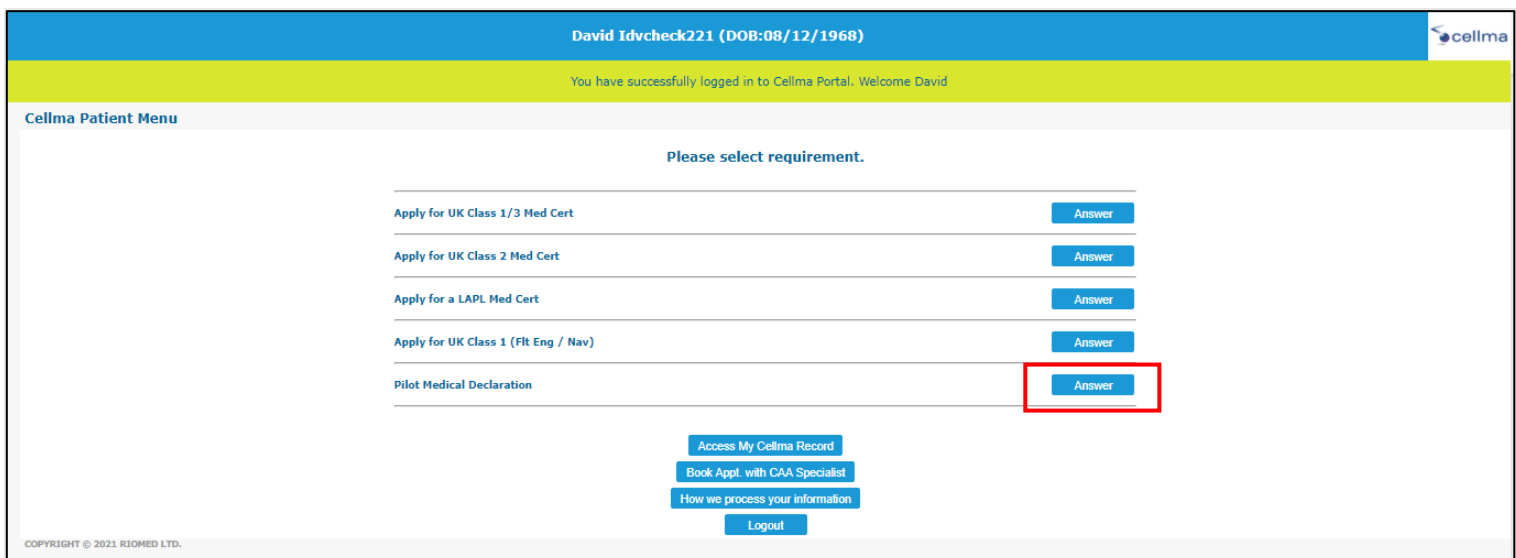 David Idvcheck221 (DOB:08/12/1968)
cellma
You have successfully logged in to Cellma Portal. Welcome David
Cellma Patient Menu
Please select requirement.
Apply for UK Class 1/3 Med Cert Answer
Apply for UK Class 2 Med Cert Answer
Apply for a LAPL Med Cert Answer
Apply for UK Class 1 (Flt Eng / Nav) Answer
Pilot Medical Declaration Answer
Access My Cellma Record
Book Appt. with CAA Specialist
How we process your information
Logout
COPYRIGHT © 2021 RIOMED LTD.